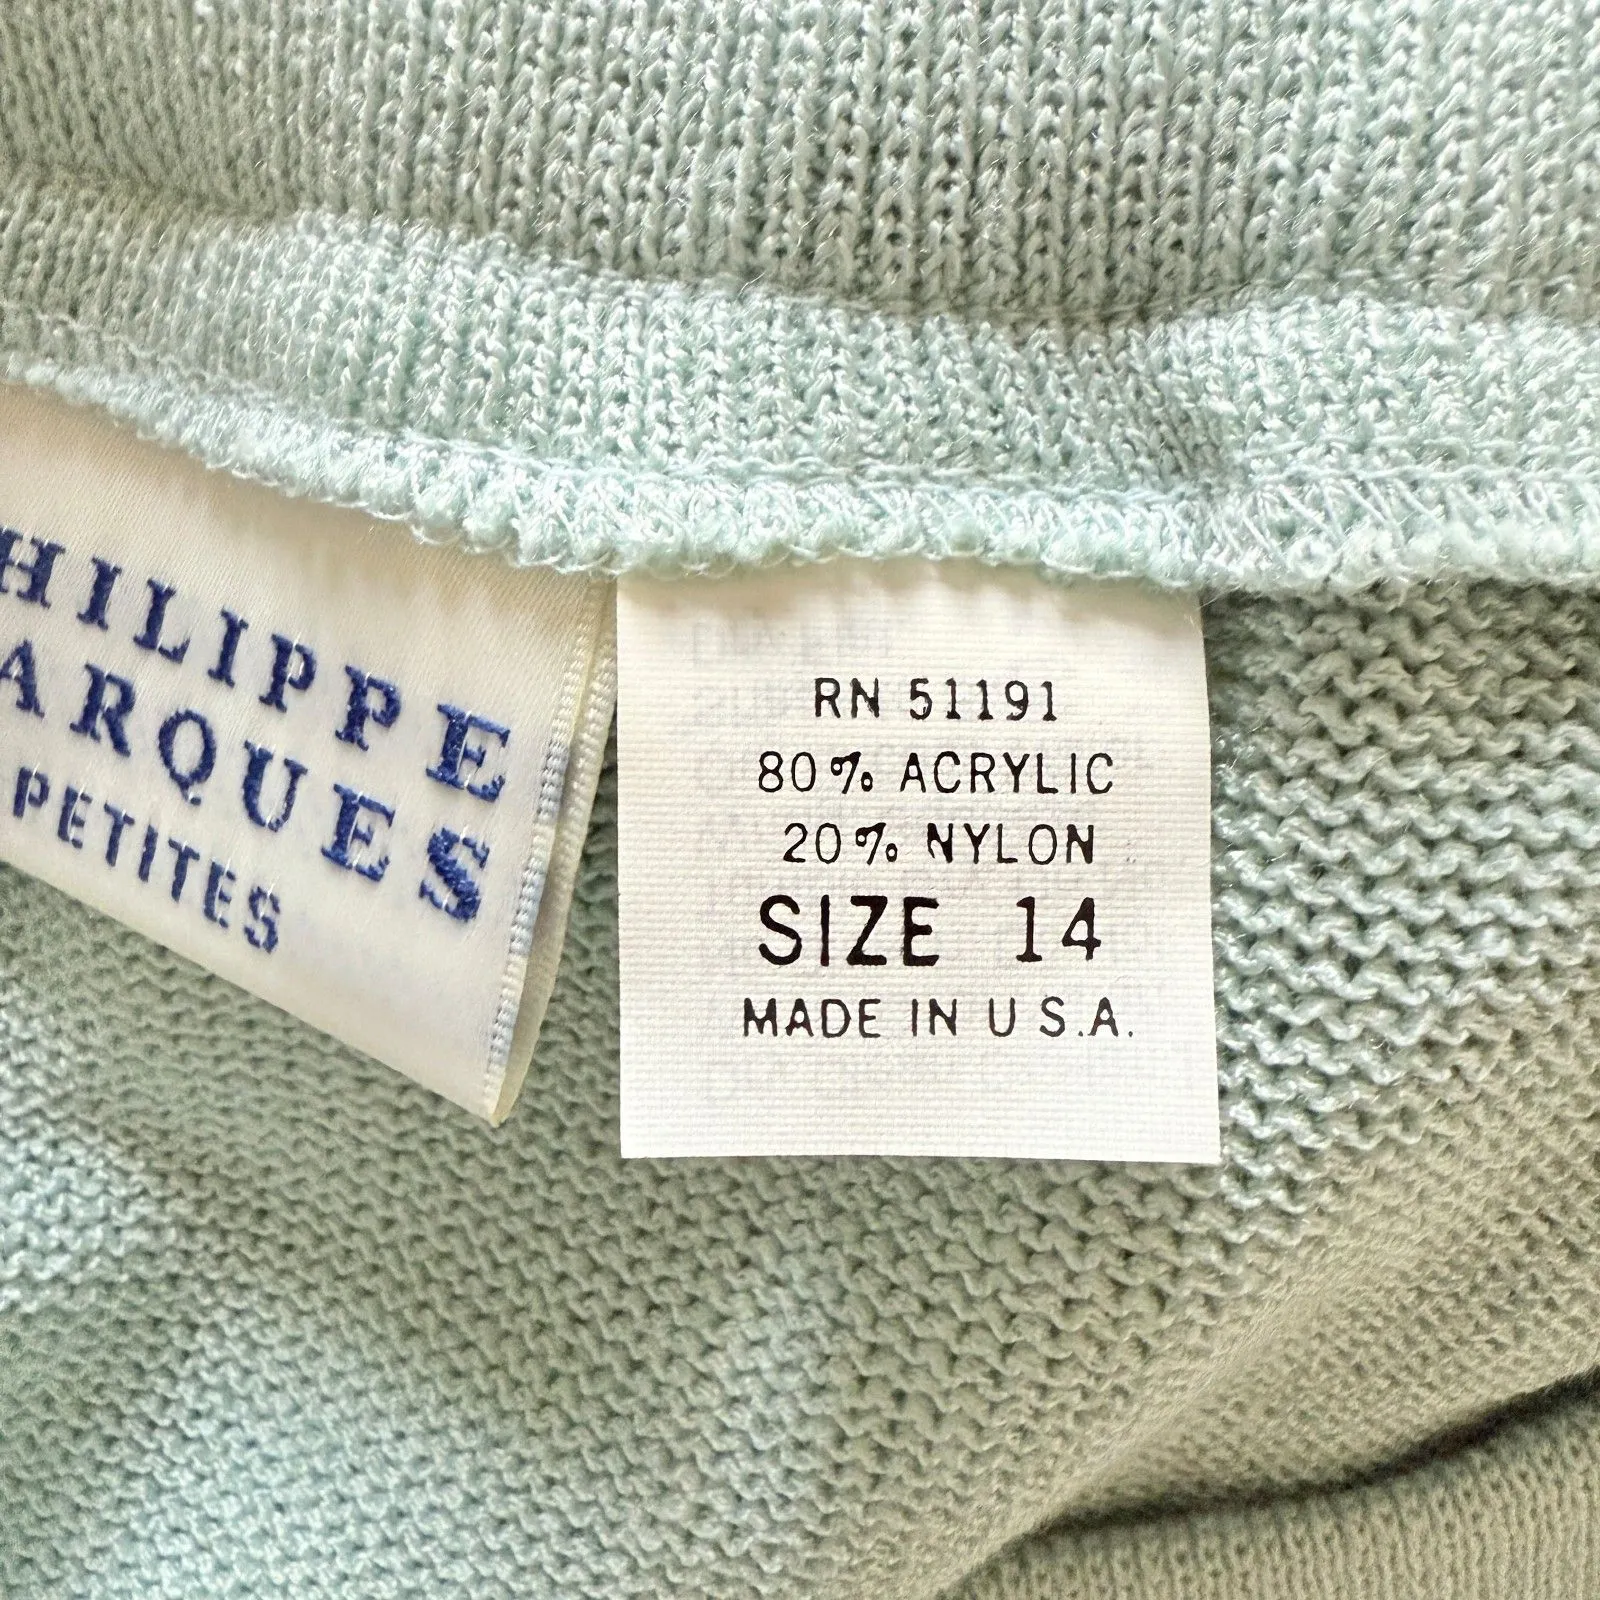 HILIPPE
ARQUES
PETITES
RN 51191
80% ACRYLIC
20% NYLON
SIZE 14
MADE IN U S.A.